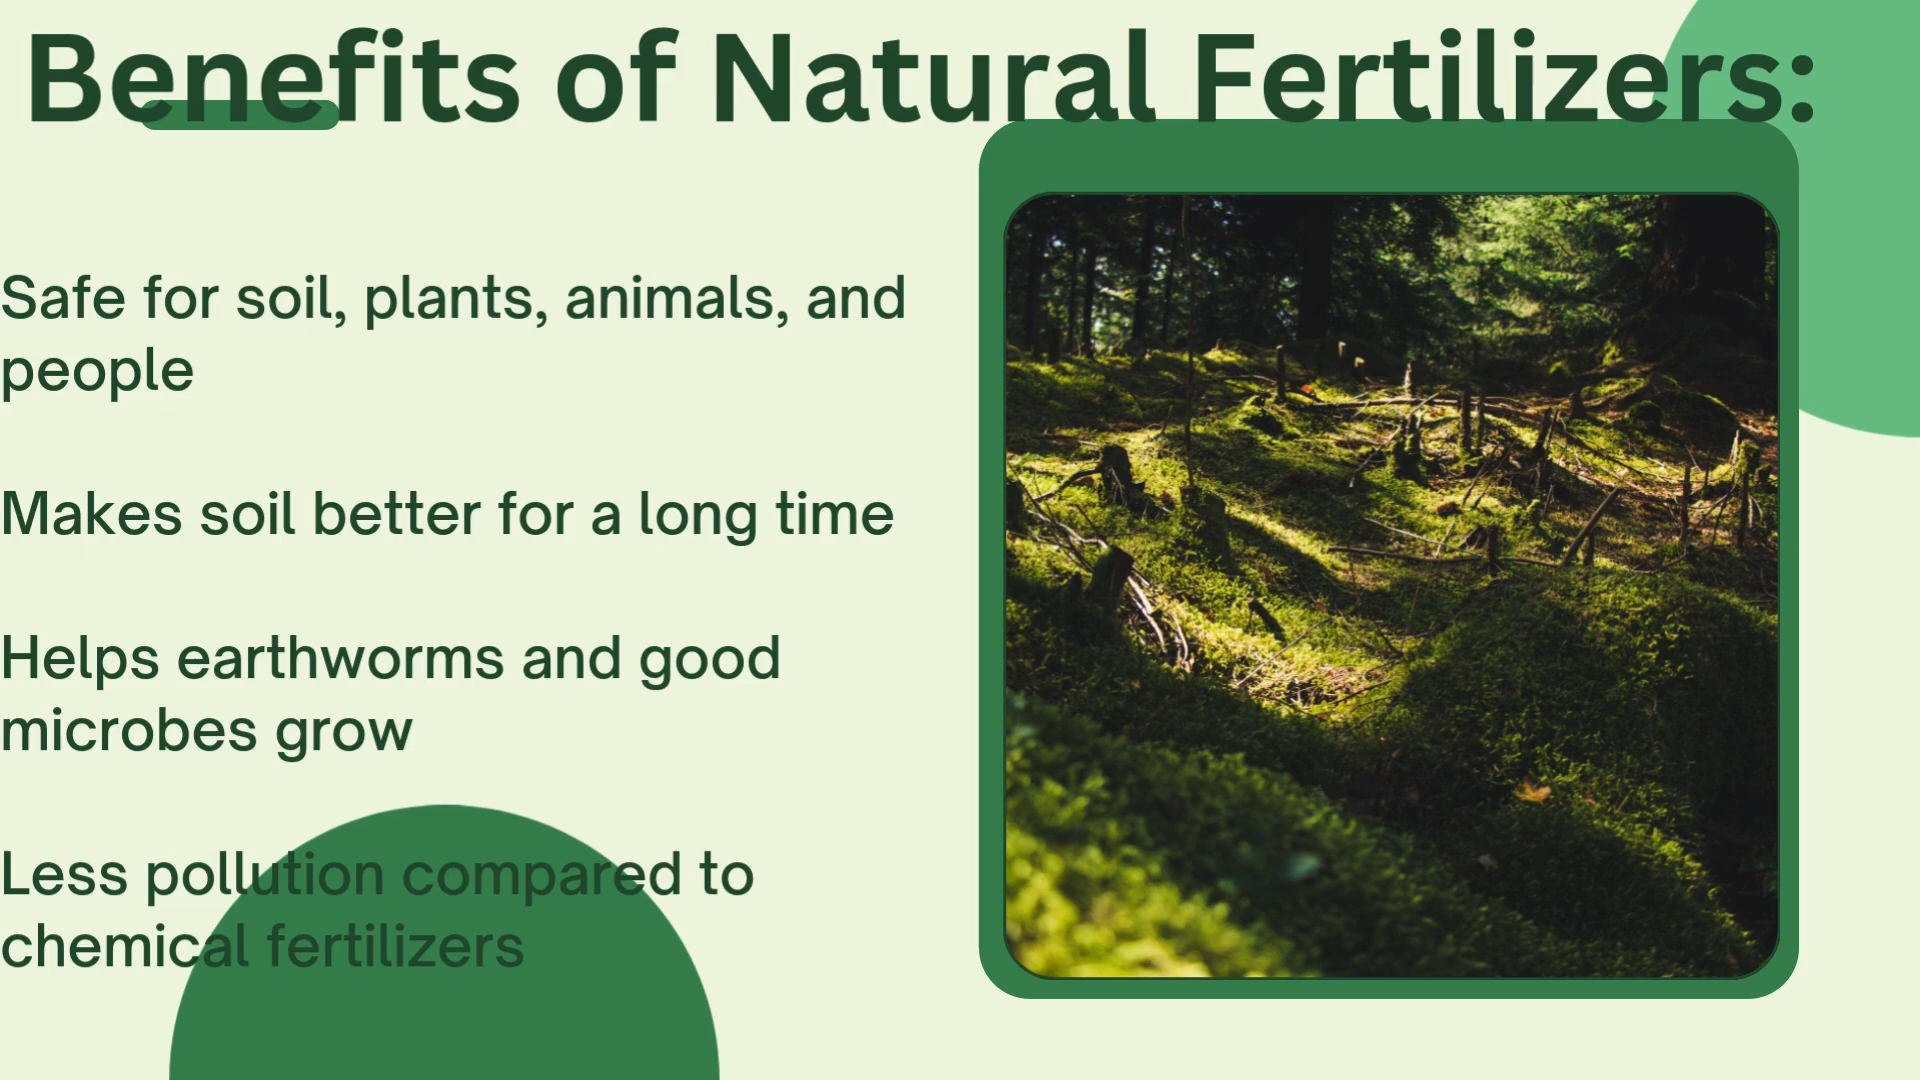 Benefits of Natural Fertilizers:
Safe for soil, plants, animals, and
people
Makes soil better for a long time
Helps earthworms and good
microbes grow
Less pollution compared to
chemical fertilizers